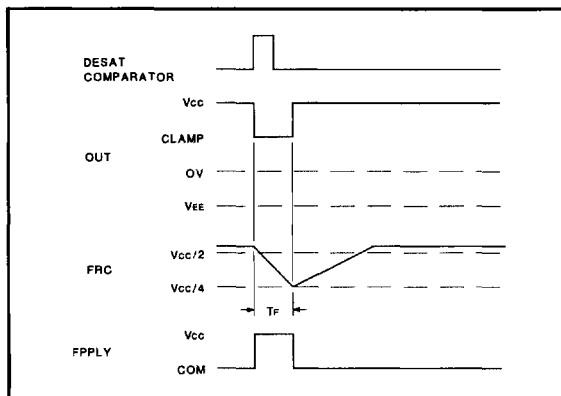 DESAT
COMPARATOR
Vcc
CLAMP
OUT
OV
VEE
Vcc/2
FRC
Vcc/4
TF
Vcc
FPPLY
COM